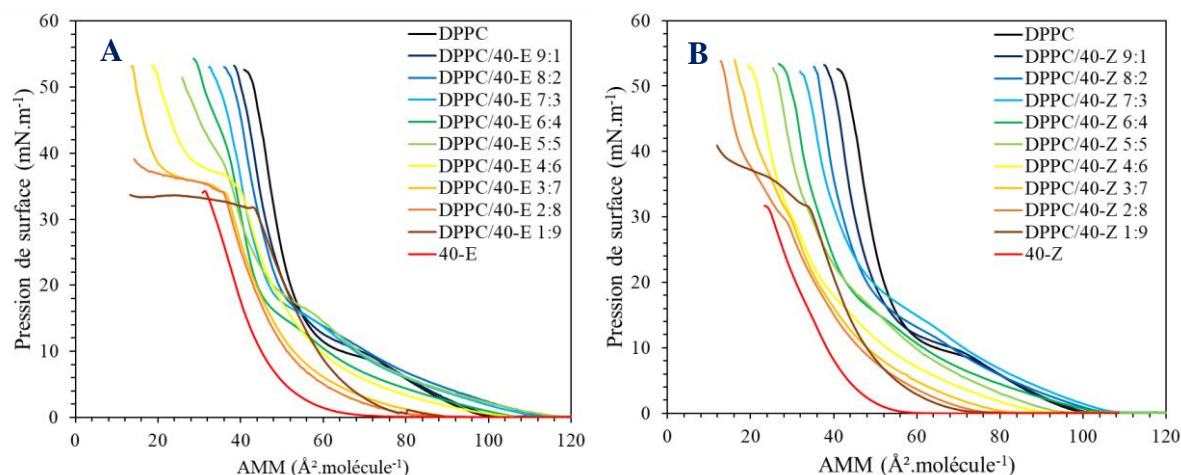 A
60
50
40
30
20
10
0
Pression de surface (mN.m⁻¹)
DPPC
DPPC/40-E 9:1
DPPC/40-E 8:2
DPPC/40-E 7:3
DPPC/40-E 6:4
DPPC/40-E 5:5
DPPC/40-E 4:6
DPPC/40-E 3:7
DPPC/40-E 2:8
DPPC/40-E 1:9
40-E
0 20 40 60 80 100 120
AMM (Å².molécule⁻¹)
B
60
50
40
30
20
10
0
Pression de surface (mN.m⁻¹)
DPPC
DPPC/40-Z 9:1
DPPC/40-Z 8:2
DPPC/40-Z 7:3
DPPC/40-Z 6:4
DPPC/40-Z 5:5
DPPC/40-Z 4:6
DPPC/40-Z 3:7
DPPC/40-Z 2:8
DPPC/40-Z 1:9
40-Z
0 20 40 60 80 100 120
AMM (Å².molécule⁻¹)